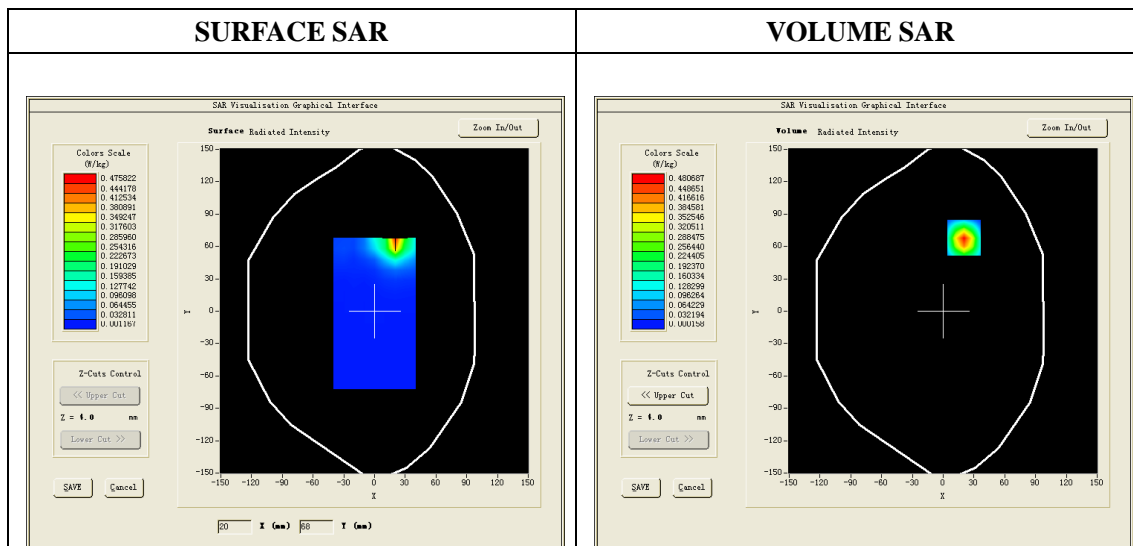 SURFACE SAR
VOLUME SAR
SAR Visualisation Graphical Interface
Surface Radiated Intensity
Zoom In/Out
Colors Scale
(W/kg)
0.475822
0.444178
0.412534
0.380891
0.349247
0.317603
0.285960
0.254316
0.222673
0.191029
0.159385
0.127742
0.096098
0.064455
0.032811
0.001167
150
120
90
60
30
0
-30
-60
-90
-120
-150
Y
-150 -120 -90 -60 -30 0 30 60 90 120 150
X
Z-Cuts Control
<< Upper Cut
Z = 4.0 mm
Lower Cut >>
SAVE Cancel
20 X (mm) 68 Y (mm)
SAR Visualisation Graphical Interface
Volume Radiated Intensity
Zoom In/Out
Colors Scale
(W/kg)
0.480687
0.448651
0.416616
0.384581
0.352546
0.320511
0.288475
0.256440
0.224405
0.192370
0.160334
0.128299
0.096264
0.064229
0.032194
0.000158
150
120
90
60
30
0
-30
-60
-90
-120
-150
Y
-150 -120 -90 -60 -30 0 30 60 90 120 150
X
Z-Cuts Control
<< Upper Cut
Z = 4.0 mm
Lower Cut >>
SAVE Cancel